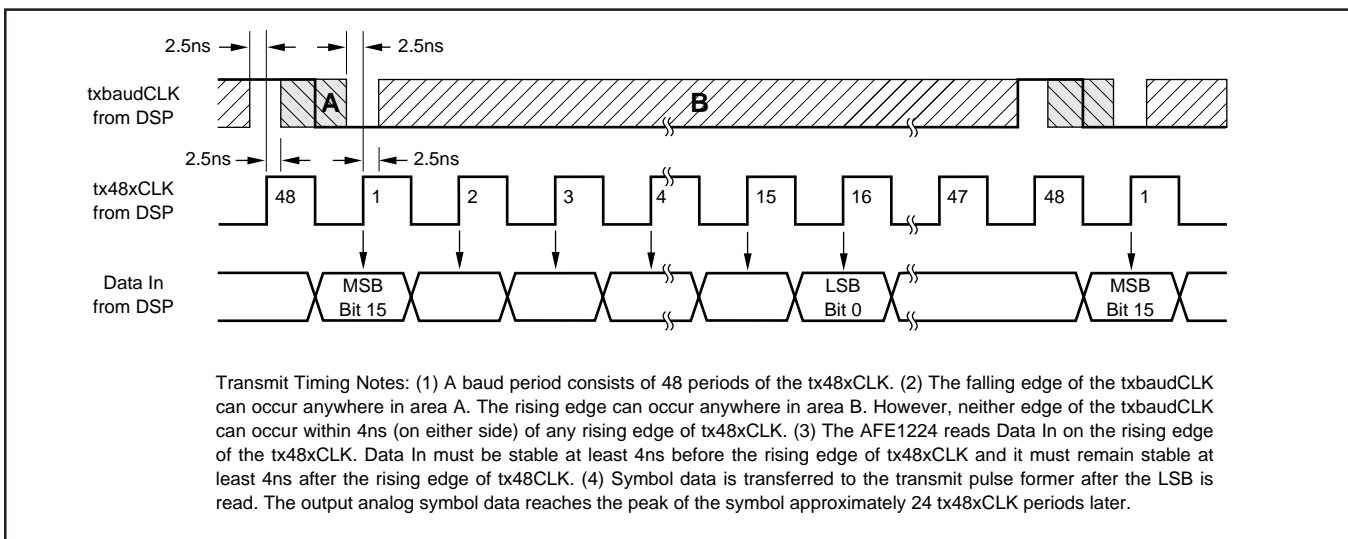 2.5ns
2.5ns
txbaudCLK
from DSP
A
B
2.5ns
2.5ns
tx48xCLK
from DSP
48
1
2
3
4
15
16
47
48
1
Data In
from DSP
MSB
Bit 15
LSB
Bit 0
MSB
Bit 15
Transmit Timing Notes: (1) A baud period consists of 48 periods of the tx48xCLK. (2) The falling edge of the txbaudCLK
can occur anywhere in area A. The rising edge can occur anywhere in area B. However, neither edge of the txbaudCLK
can occur within 4ns (on either side) of any rising edge of tx48xCLK. (3) The AFE1224 reads Data In on the rising edge
of the tx48xCLK. Data In must be stable at least 4ns before the rising edge of tx48xCLK and it must remain stable at
least 4ns after the rising edge of tx48CLK. (4) Symbol data is transferred to the transmit pulse former after the LSB is
read. The output analog symbol data reaches the peak of the symbol approximately 24 tx48xCLK periods later.